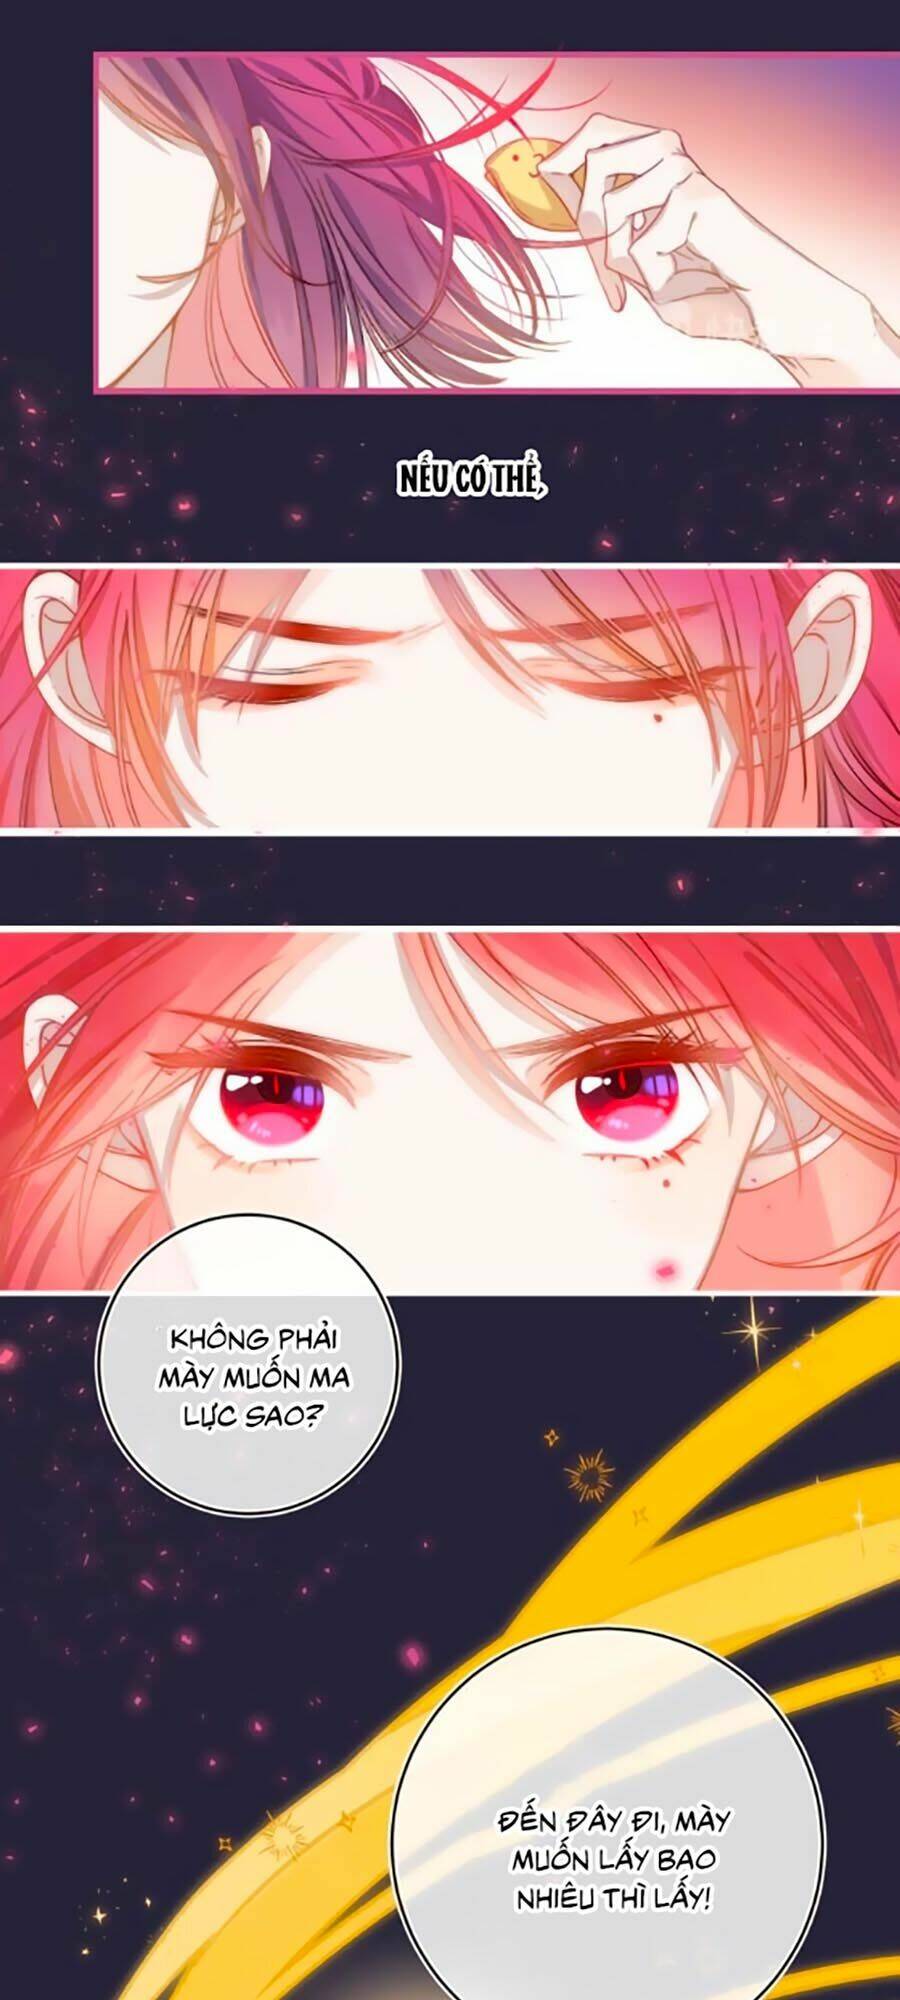 NẾU CÓ THỂ,
KHÔNG PHẢI
MÀY MUỐN MA
LỰC SAO?
ĐẾN ĐÂY ĐI, MÀY
MUỐN LẤY BAO
NHIÊU THÌ LẤY!